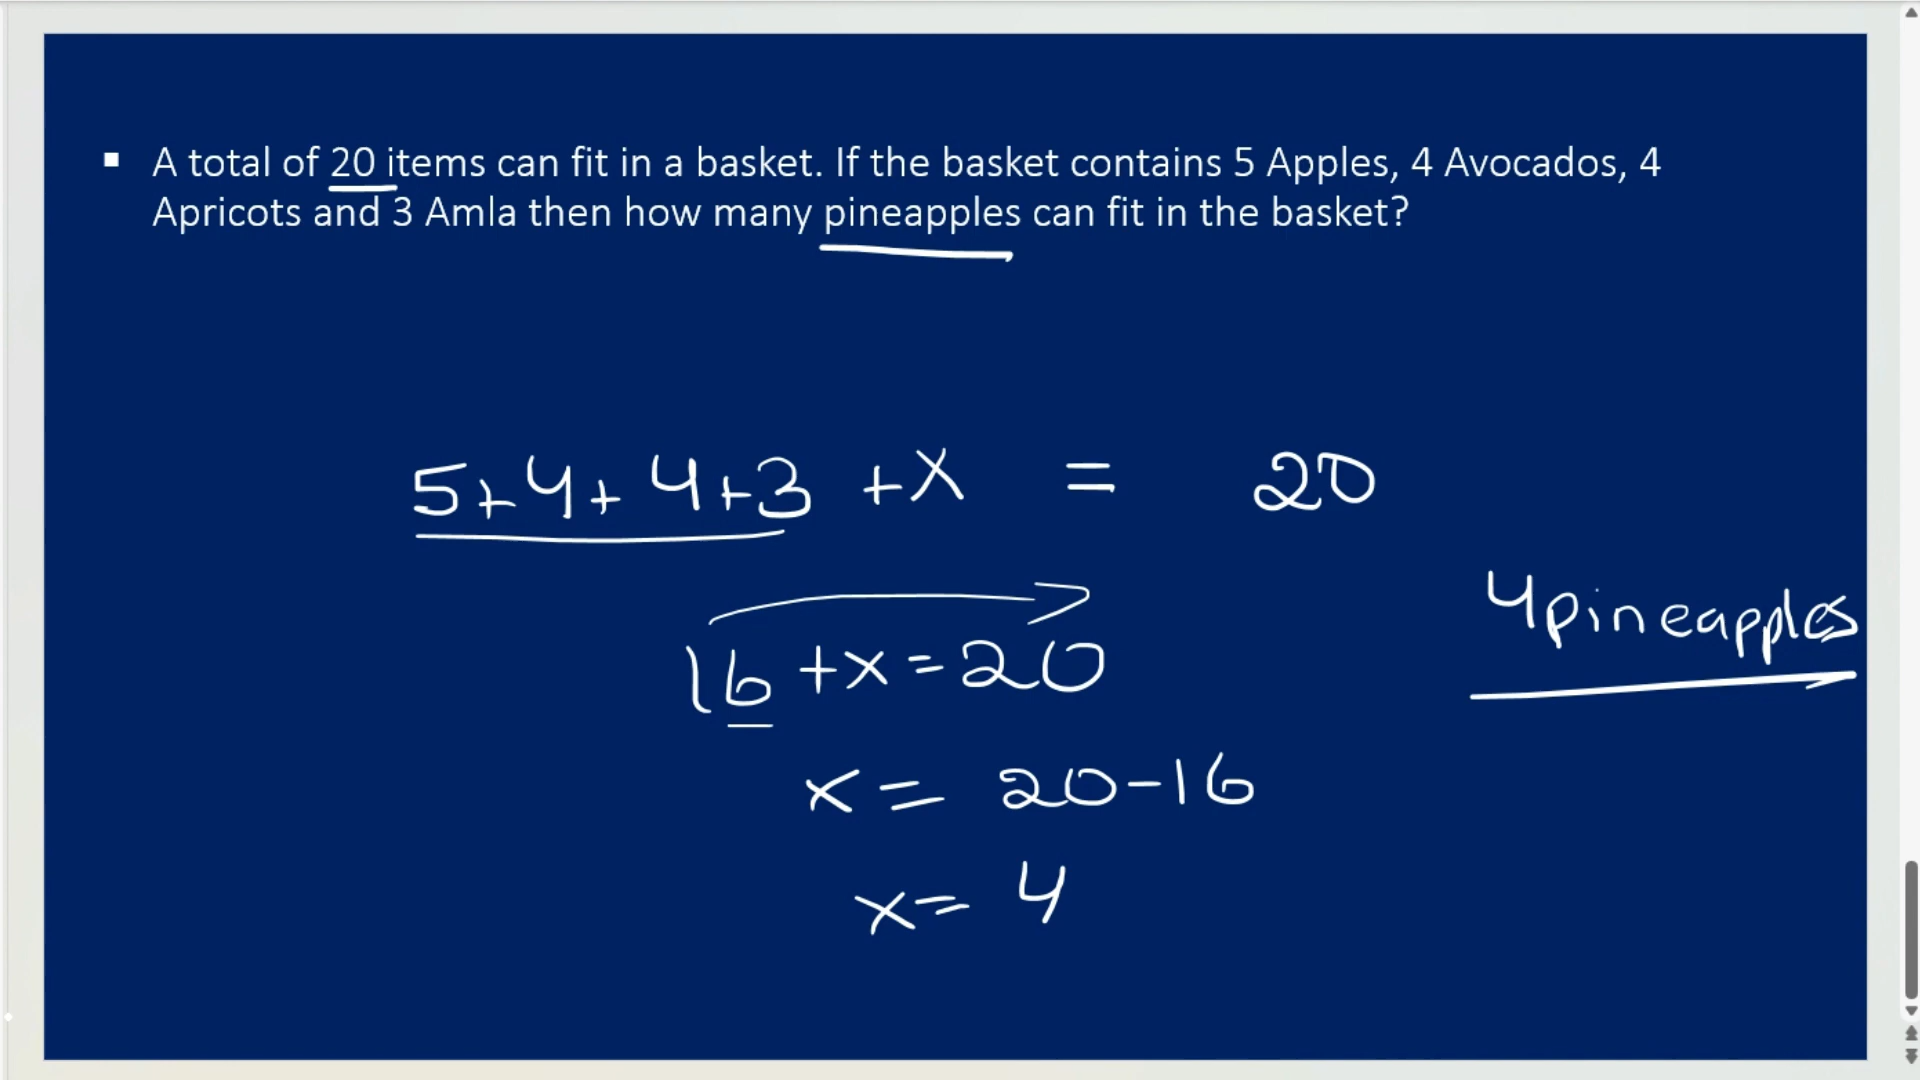 ▪ A total of 20 items can fit in a basket. If the basket contains 5 Apples, 4 Avocados, 4
Apricots and 3 Amla then how many pineapples can fit in the basket?
5+4+4+3 +x = 20
4pineapples
16 +x=20
x= 20-16
x= 4